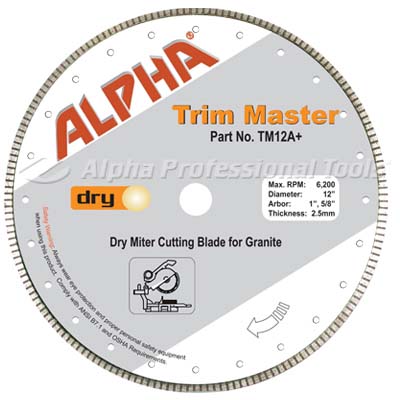 ALPHA®
Trim Master
Part No. TM12A+
Alpha Professional Tools
dry
Max. RPM: 6,200
Diameter: 12"
Arbor: 1", 5/8"
Thickness: 2.5mm
Dry Miter Cutting Blade for Granite
Safety Warning: Always wear eye protection and proper personal safety equipment
when using this product. Comply with ANSI B7.1 and OSHA Requirements.